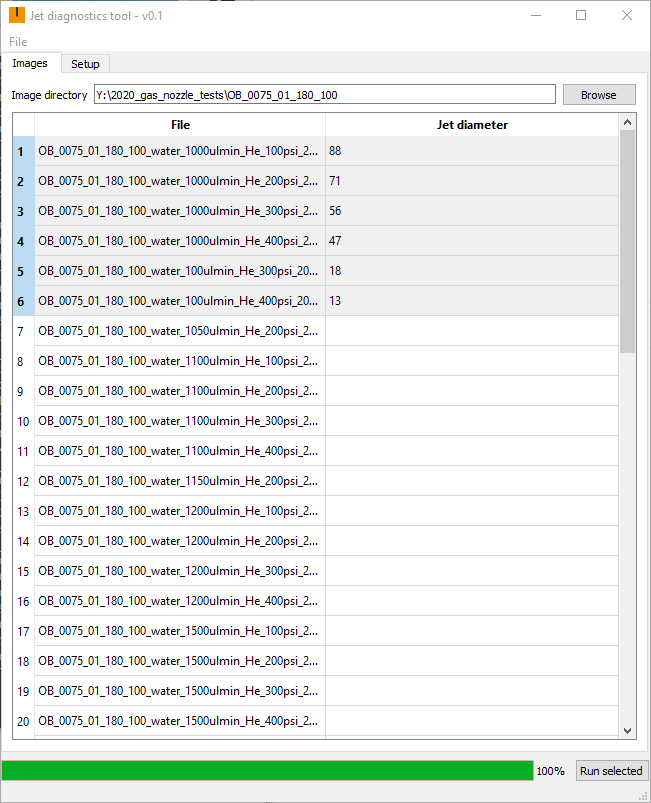 Jet diagnostics tool - v0.1
File
Images Setup
Image directory Y:\2020_gas_nozzle_tests\OB_0075_01_180_100 Browse
File Jet diameter
1 OB_0075_01_180_100_water_1000ulmin_He_100psi_2... 88
2 OB_0075_01_180_100_water_1000ulmin_He_200psi_2... 71
3 OB_0075_01_180_100_water_1000ulmin_He_300psi_2... 56
4 OB_0075_01_180_100_water_1000ulmin_He_400psi_2... 47
5 OB_0075_01_180_100_water_100ulmin_He_300psi_20... 18
6 OB_0075_01_180_100_water_100ulmin_He_400psi_20... 13
7 OB_0075_01_180_100_water_1050ulmin_He_200psi_2...
8 OB_0075_01_180_100_water_1100ulmin_He_100psi_2...
9 OB_0075_01_180_100_water_1100ulmin_He_200psi_2...
10 OB_0075_01_180_100_water_1100ulmin_He_300psi_2...
11 OB_0075_01_180_100_water_1100ulmin_He_400psi_2...
12 OB_0075_01_180_100_water_1150ulmin_He_200psi_2...
13 OB_0075_01_180_100_water_1200ulmin_He_100psi_2...
14 OB_0075_01_180_100_water_1200ulmin_He_200psi_2...
15 OB_0075_01_180_100_water_1200ulmin_He_300psi_2...
16 OB_0075_01_180_100_water_1200ulmin_He_400psi_2...
17 OB_0075_01_180_100_water_1500ulmin_He_100psi_2...
18 OB_0075_01_180_100_water_1500ulmin_He_200psi_2...
19 OB_0075_01_180_100_water_1500ulmin_He_300psi_2...
20 OB_0075_01_180_100_water_1500ulmin_He_400psi_2...
100% Run selected